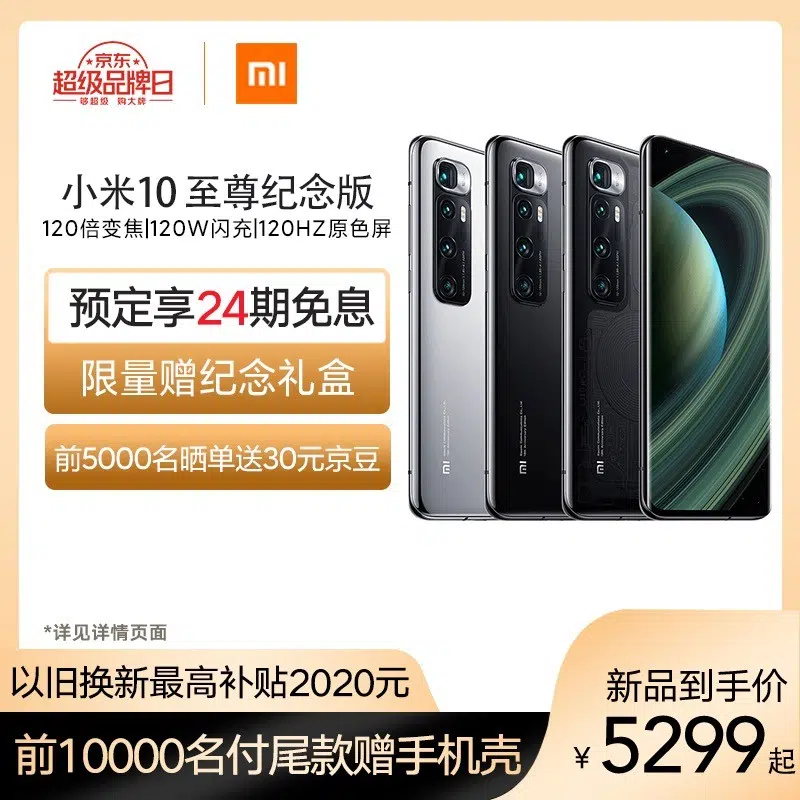 京东
超级品牌日
够超级 购大牌
mi
小米10 至尊纪念版
120倍变焦|120W闪充|120HZ原色屏
预定享24期免息
限量赠纪念礼盒
前5000名晒单送30元京豆
*详见详情页面
以旧换新最高补贴2020元
前10000名付尾款赠手机壳
新品到手价
¥ 5299起